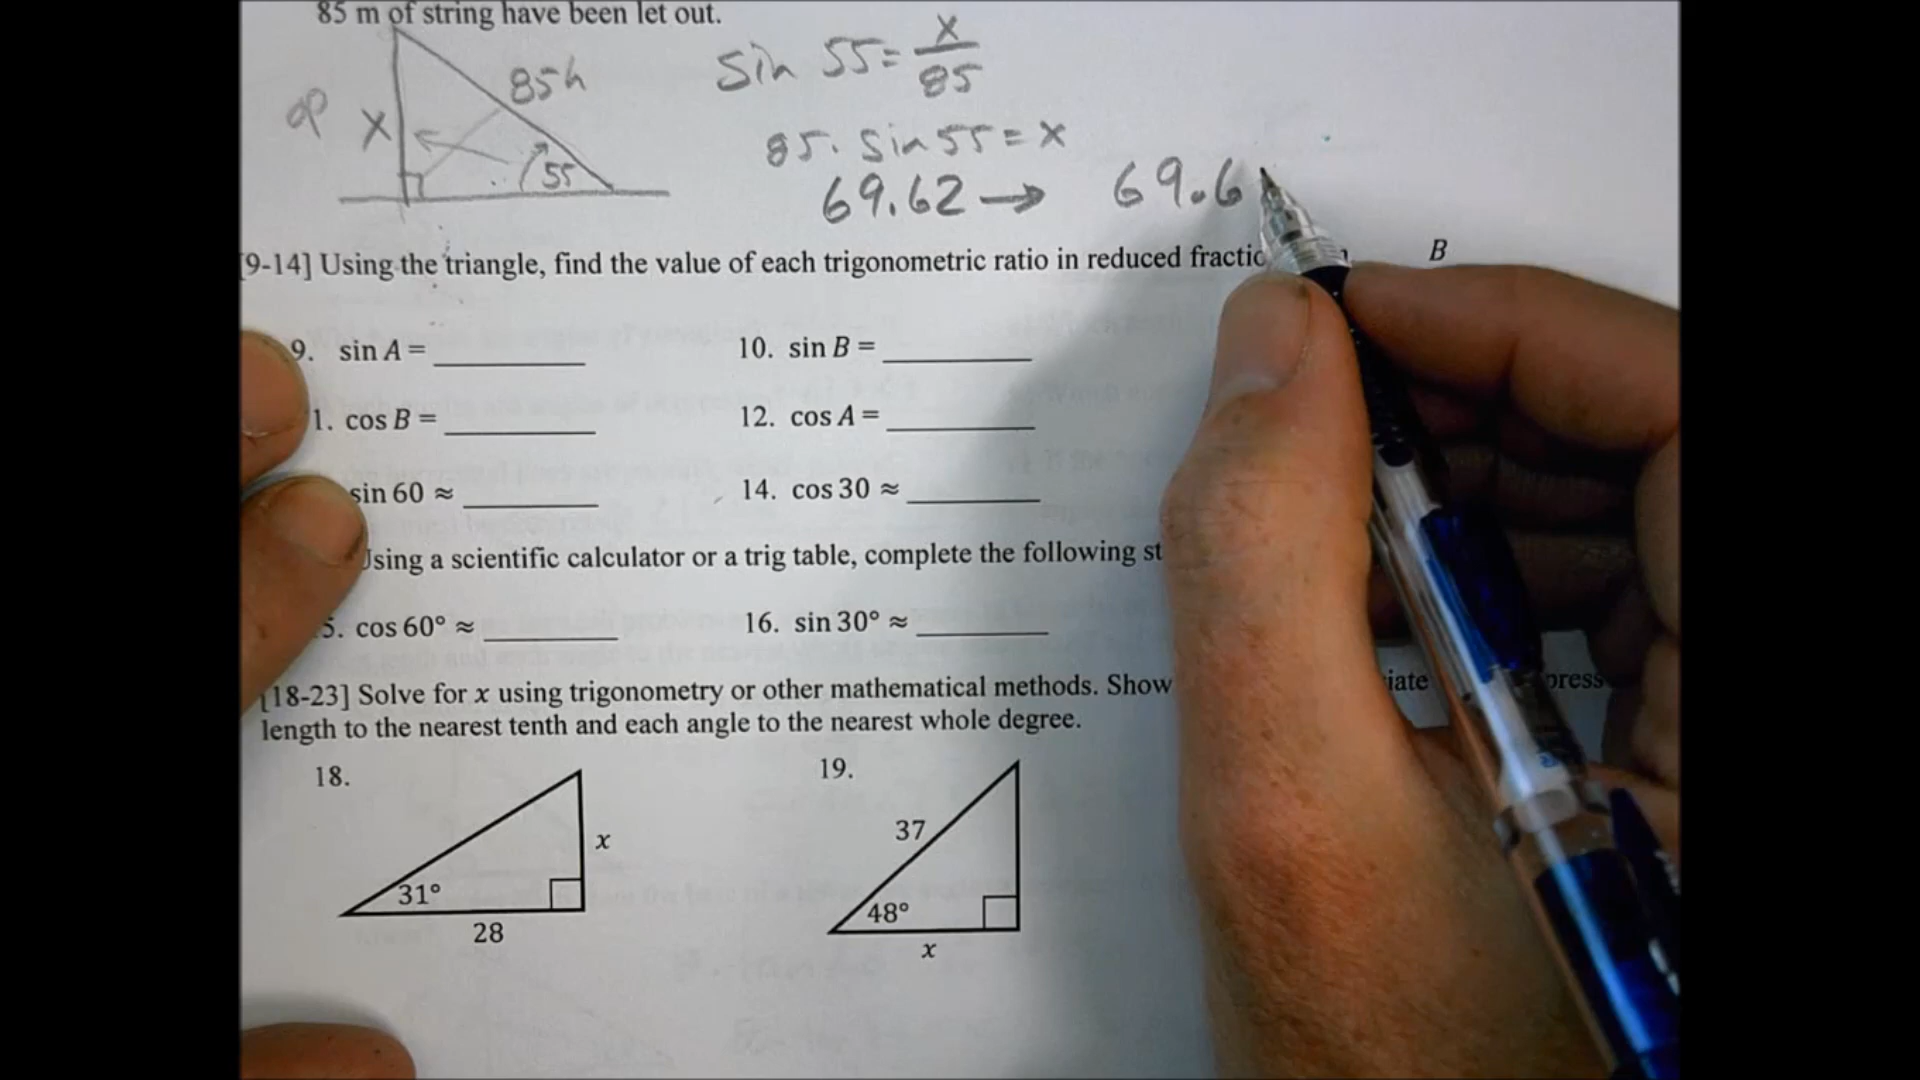 85 m of string have been let out.
sin 55 = x/85
85h
op x
55
85 · sin 55 = x
69.62 → 69.6
[9-14] Using the triangle, find the value of each trigonometric ratio in reduced
B
9. sin A = ________
10. sin B = ________
1. cos B = ________
12. cos A = ________
sin 60 ≈ ________
14. cos 30 ≈ ________
sing a scientific calculator or a trig table, complete the following st
5. cos 60° ≈ ________
16. sin 30° ≈ ________
[18-23] Solve for x using trigonometry or other mathematical methods. Show
length to the nearest tenth and each angle to the nearest whole degree.
18.
19.
37
x
31°
48°
28
x